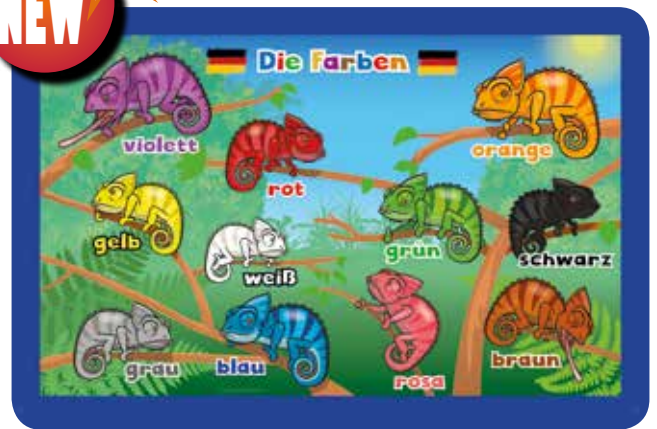 NEW
Die Farben
violett
orange
rot
gelb
weiß
grün
schwarz
grau
blau
rosa
braun